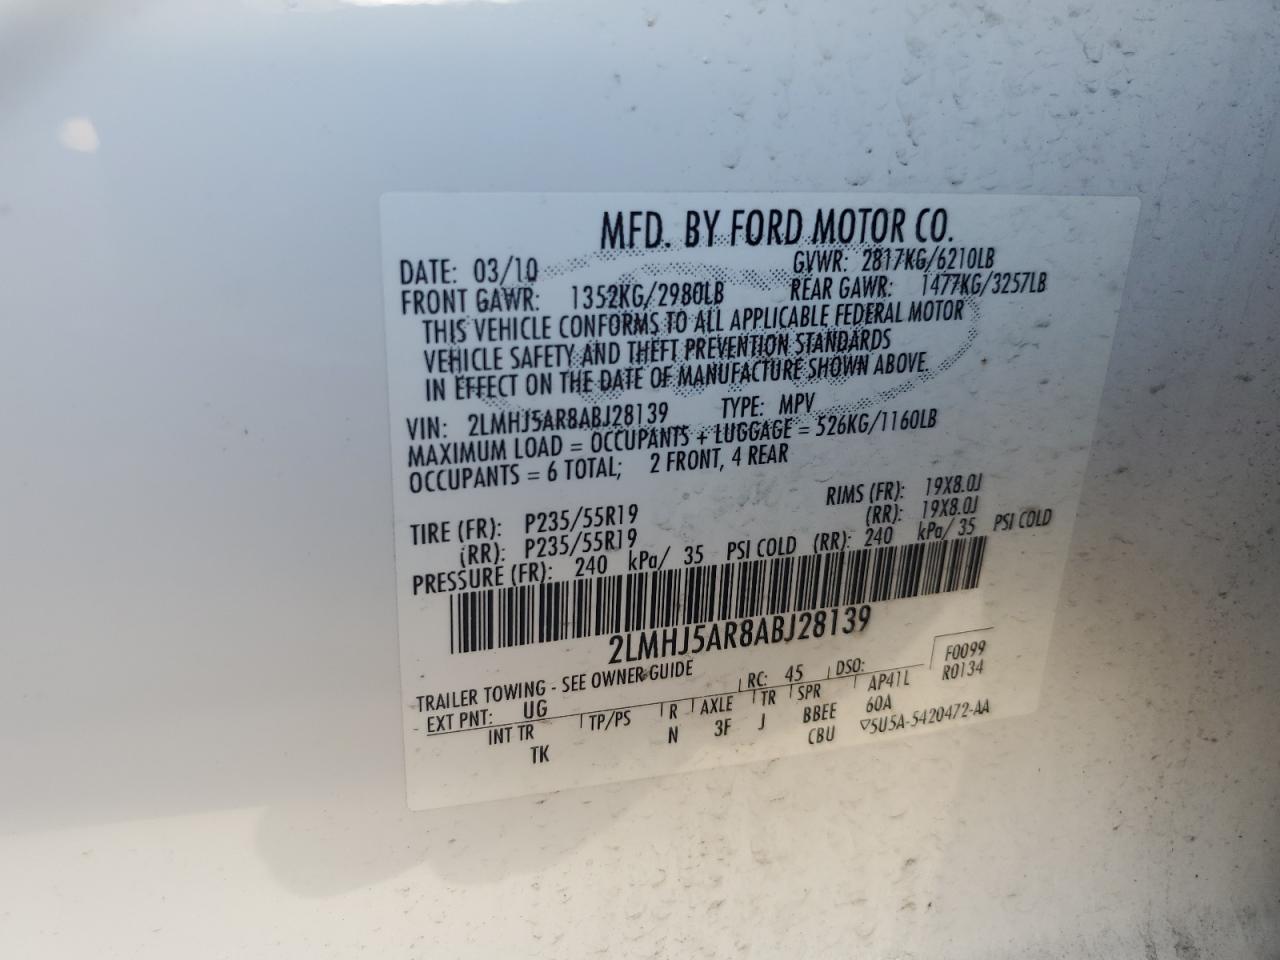 MFD. BY FORD MOTOR CO.
DATE: 03/10 GVWR: 2817KG/6210LB
FRONT GAWR: 1352KG/2980LB REAR GAWR: 1477KG/3257LB
THIS VEHICLE CONFORMS TO ALL APPLICABLE FEDERAL MOTOR
VEHICLE SAFETY AND THEFT PREVENTION STANDARDS
IN EFFECT ON THE DATE OF MANUFACTURE SHOWN ABOVE.
VIN: 2LMHJ5AR8ABJ28139 TYPE: MPV
MAXIMUM LOAD = OCCUPANTS + LUGGAGE = 526KG/1160LB
OCCUPANTS = 6 TOTAL; 2 FRONT, 4 REAR
TIRE (FR): P235/55R19 RIMS (FR): 19X8.0J
(RR): P235/55R19 (RR): 19X8.0J
PRESSURE (FR): 240 kPa/ 35 PSI COLD (RR): 240 kPa/ 35 PSI COLD
2LMHJ5AR8ABJ28139
TRAILER TOWING - SEE OWNER GUIDE F0099
EXT PNT: UG RC: 45 DSO: R0134
INT TR TP/PS R AXLE TR SPR AP41L
TK N 3F J BBEE 60A
CBU ▽5U5A-5420472-AA